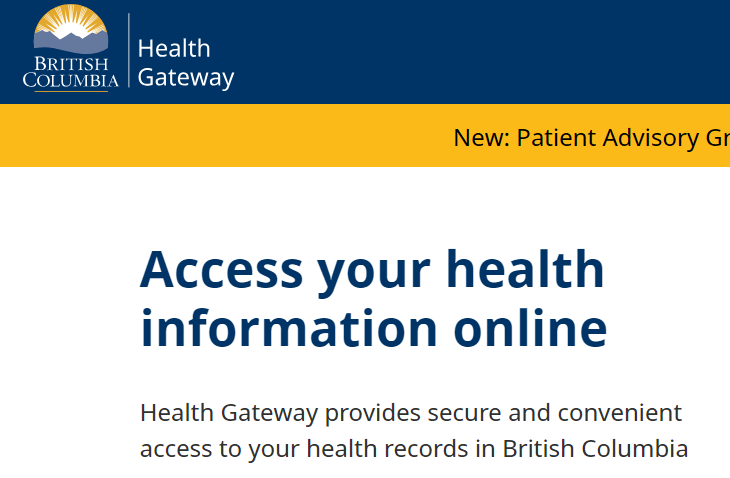 BRITISH
COLUMBIA
Health
Gateway
New: Patient Advisory Gr
Access your health
information online
Health Gateway provides secure and convenient
access to your health records in British Columbia